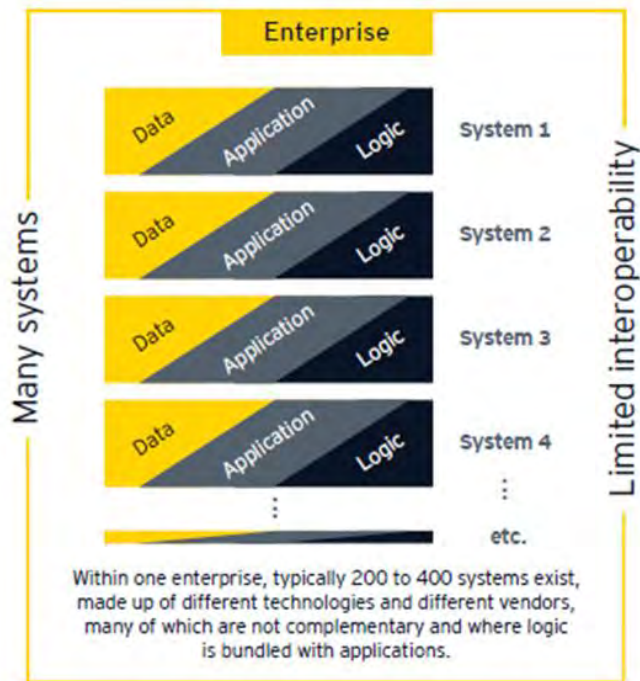 Enterprise
Many systems
Limited interoperability
Data Application Logic System 1
Data Application Logic System 2
Data Application Logic System 3
Data Application Logic System 4
etc.
Within one enterprise, typically 200 to 400 systems exist,
made up of different technologies and different vendors,
many of which are not complementary and where logic
is bundled with applications.